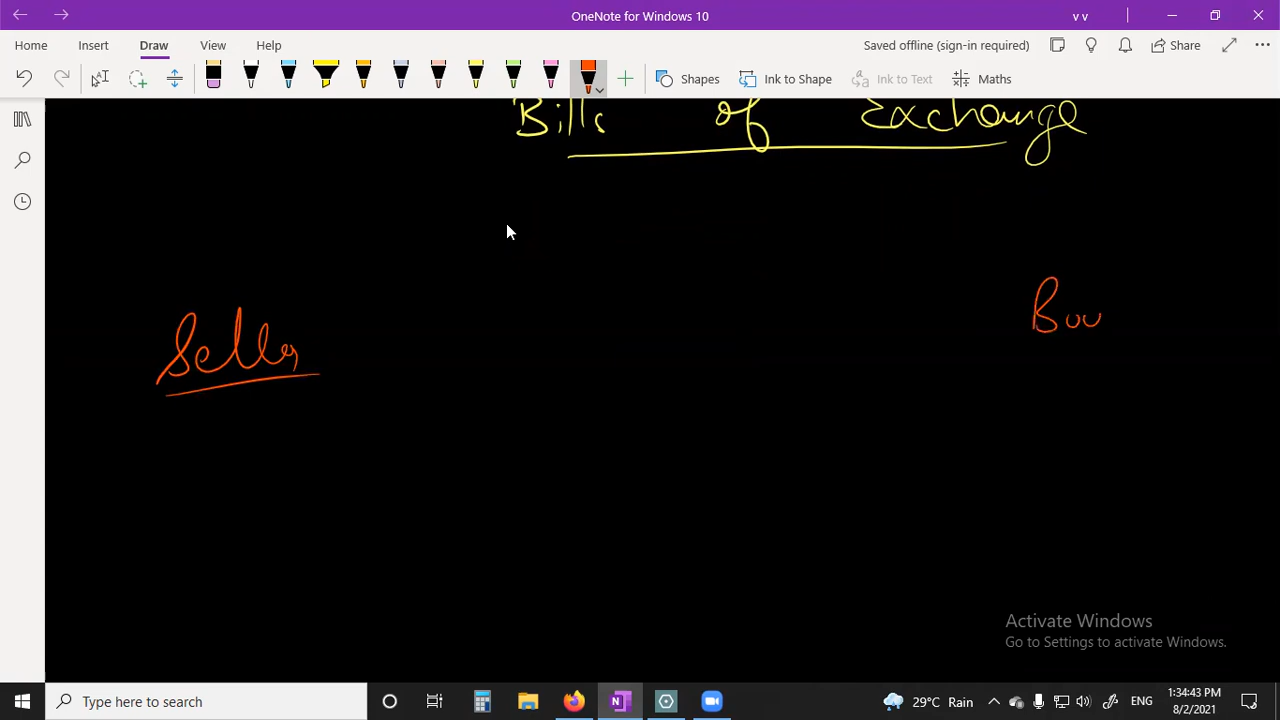 OneNote for Windows 10
v v
Home Insert Draw View Help
Saved offline (sign-in required)
Share
Shapes
Ink to Shape
Ink to Text
Maths
Bills of Exchange
Seller
Activate Windows
Go to Settings to activate Windows.
Type here to search
29°C Rain
ENG
1:34:43 PM
8/2/2021